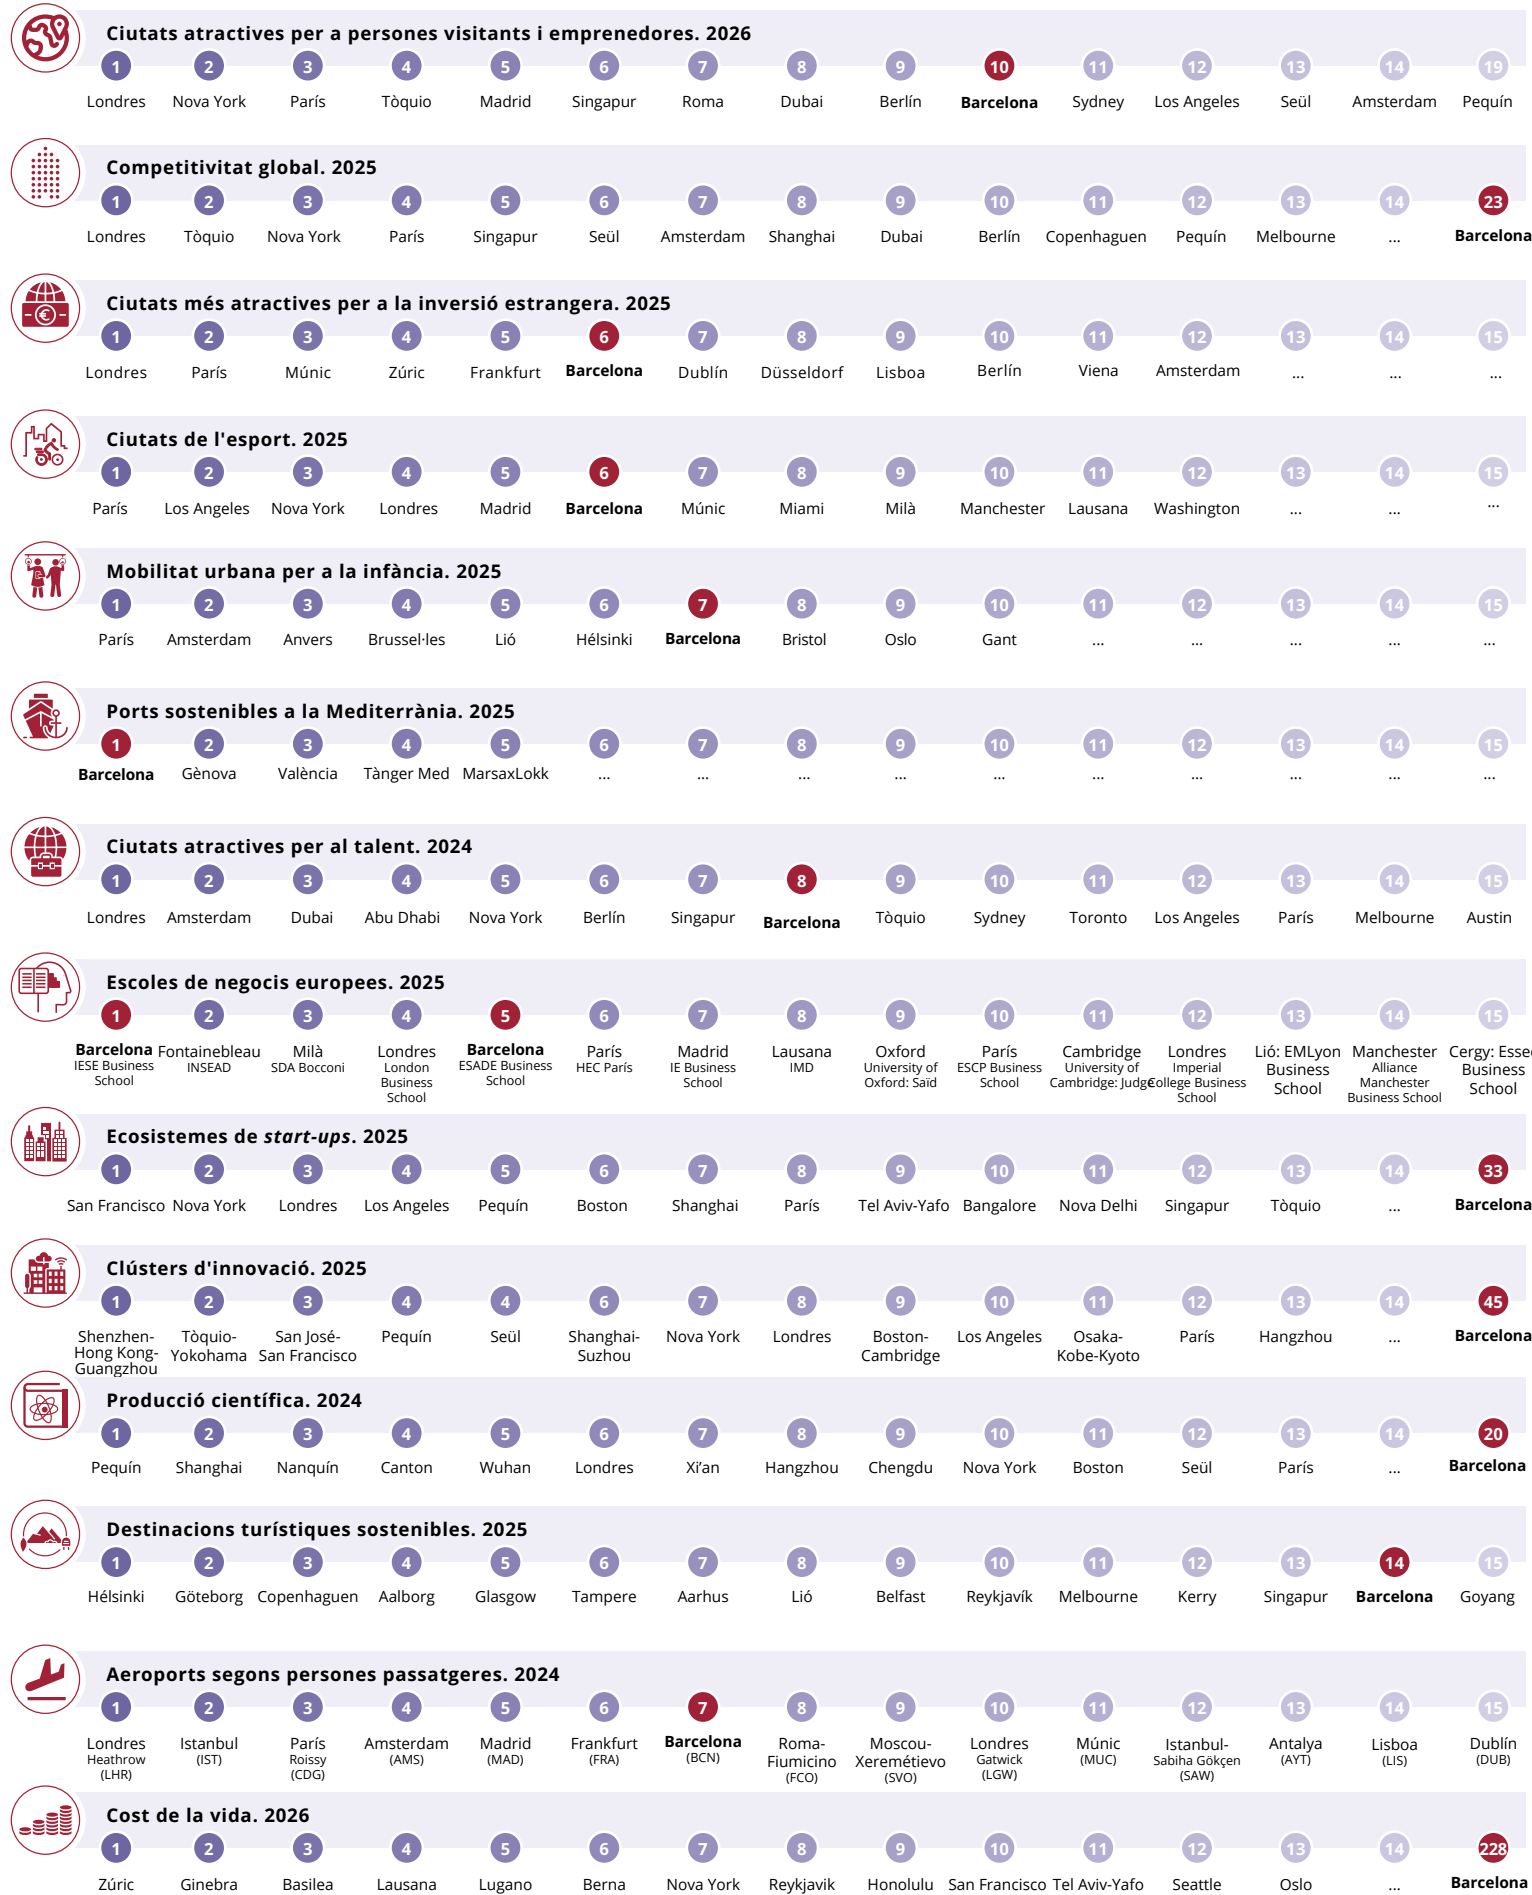 Ciutats atractives per a persones visitants i emprenedores. 2026
1 2 3 4 5 6 7 8 9 10 11 12 13 14 19
Londres Nova York París Tòquio Madrid Singapur Roma Dubai Berlín Barcelona Sydney Los Angeles Seül Amsterdam Pequín
Competitivitat global. 2025
1 2 3 4 5 6 7 8 9 10 11 12 13 14 23
Londres Tòquio Nova York París Singapur Seül Amsterdam Shanghai Dubai Berlín Copenhaguen Pequín Melbourne ... Barcelona
Ciutats més atractives per a la inversió estrangera. 2025
1 2 3 4 5 6 7 8 9 10 11 12 13 14 15
Londres París Múnic Zúric Frankfurt Barcelona Dublín Düsseldorf Lisboa Berlín Viena Amsterdam ... ... ...
Ciutats de l'esport. 2025
1 2 3 4 5 6 7 8 9 10 11 12 13 14 15
París Los Angeles Nova York Londres Madrid Barcelona Múnic Miami Milà Manchester Lausana Washington ... ... ...
Mobilitat urbana per a la infància. 2025
1 2 3 4 5 6 7 8 9 10 11 12 13 14 15
París Amsterdam Anvers Brussel·les Lió Hélsinki Barcelona Bristol Oslo Gant ... ... ... ... ...
Ports sostenibles a la Mediterrània. 2025
1 2 3 4 5 6 7 8 9 10 11 12 13 14 15
Barcelona Gènova València Tànger Med MarsaxLokk ... ... ... ... ... ... ... ... ... ...
Ciutats atractives per al talent. 2024
1 2 3 4 5 6 7 8 9 10 11 12 13 14 15
Londres Amsterdam Dubai Abu Dhabi Nova York Berlín Singapur Barcelona Tòquio Sydney Toronto Los Angeles París Melbourne Austin
Escoles de negocis europees. 2025
1 2 3 4 5 6 7 8 9 10 11 12 13 14 15
Barcelona Fontainebleau Milà Londres Barcelona París Madrid Lausana Oxford París Cambridge Londres Lió: EMLyon Manchester Cergy: Essec
IESE Business INSEAD SDA Bocconi London ESADE Business HEC París IE Business IMD University of ESCP Business University of Imperial Business Alliance Business
School Business School School Oxford: Saïd School Cambridge: Judge College Business School Manchester School
School School Business School
Ecosistemes de start-ups. 2025
1 2 3 4 5 6 7 8 9 10 11 12 13 14 33
San Francisco Nova York Londres Los Angeles Pequín Boston Shanghai París Tel Aviv-Yafo Bangalore Nova Delhi Singapur Tòquio ... Barcelona
Clústers d'innovació. 2025
1 2 3 4 4 6 7 8 9 10 11 12 13 14 45
Shenzhen- Tòquio- San José- Pequín Seül Shanghai- Nova York Londres Boston- Los Angeles Osaka- París Hangzhou ... Barcelona
Hong Kong- Yokohama San Francisco Suzhou Cambridge Kobe-Kyoto
Guangzhou
Producció científica. 2024
1 2 3 4 5 6 7 8 9 10 11 12 13 14 20
Pequín Shanghai Nanquín Canton Wuhan Londres Xi’an Hangzhou Chengdu Nova York Boston Seül París ... Barcelona
Destinacions turístiques sostenibles. 2025
1 2 3 4 5 6 7 8 9 10 11 12 13 14 15
Hélsinki Göteborg Copenhaguen Aalborg Glasgow Tampere Aarhus Lió Belfast Reykjavík Melbourne Kerry Singapur Barcelona Goyang
Aeroports segons persones passatgeres. 2024
1 2 3 4 5 6 7 8 9 10 11 12 13 14 15
Londres Istanbul París Amsterdam Madrid Frankfurt Barcelona Roma- Moscou- Londres Múnic Istanbul- Antalya Lisboa Dublín
Heathrow (IST) Roissy (AMS) (MAD) (FRA) (BCN) Fiumicino Xeremétievo Gatwick (MUC) Sabiha Gökçen (AYT) (LIS) (DUB)
(LHR) (CDG) (FCO) (SVO) (LGW) (SAW)
Cost de la vida. 2026
1 2 3 4 5 6 7 8 9 10 11 12 13 14 228
Zúric Ginebra Basilea Lausana Lugano Berna Nova York Reykjavik Honolulu San Francisco Tel Aviv-Yafo Seattle Oslo ... Barcelona